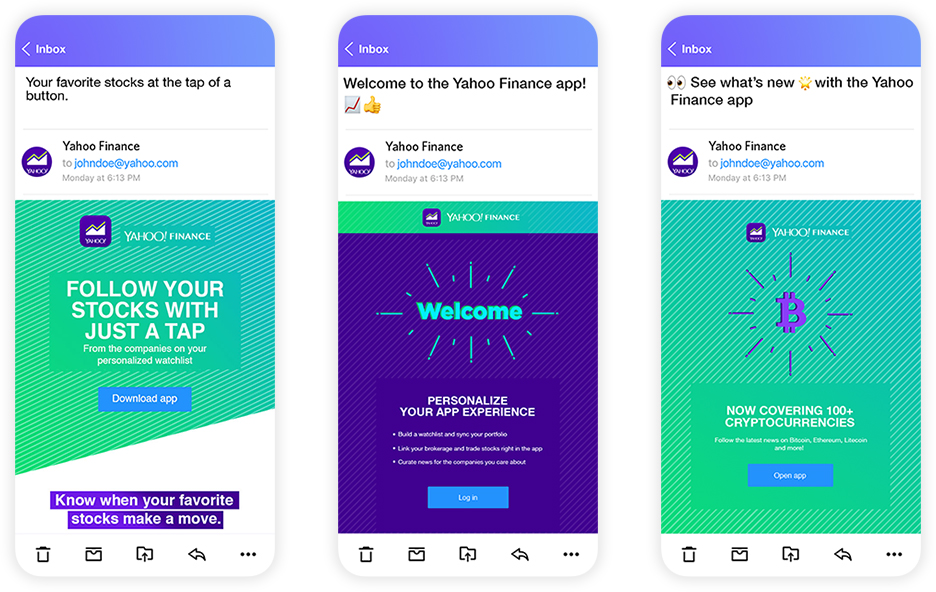 Inbox
Your favorite stocks at the tap of a
button.
Yahoo Finance
to johndoe@yahoo.com
Monday at 6:13 PM
YAHOO!
YAHOO! FINANCE
FOLLOW YOUR
STOCKS WITH
JUST A TAP
From the companies on your
personalized watchlist
Download app
Know when your favorite
stocks make a move.
Inbox
Welcome to the Yahoo Finance app!
📈👍
Yahoo Finance
to johndoe@yahoo.com
Monday at 6:13 PM
YAHOO!
YAHOO! FINANCE
Welcome
PERSONALIZE
YOUR APP EXPERIENCE
• Build a watchlist and sync your portfolio
• Link your brokerage and trade stocks right in the app
• Curate news for the companies you care about
Log in
Inbox
👀 See what's new 🌟 with the Yahoo
Finance app
Yahoo Finance
to johndoe@yahoo.com
Monday at 6:13 PM
YAHOO!
YAHOO! FINANCE
NOW COVERING 100+
CRYPTOCURRENCIES
Follow the latest news on Bitcoin, Ethereum, Litecoin
and more!
Open app